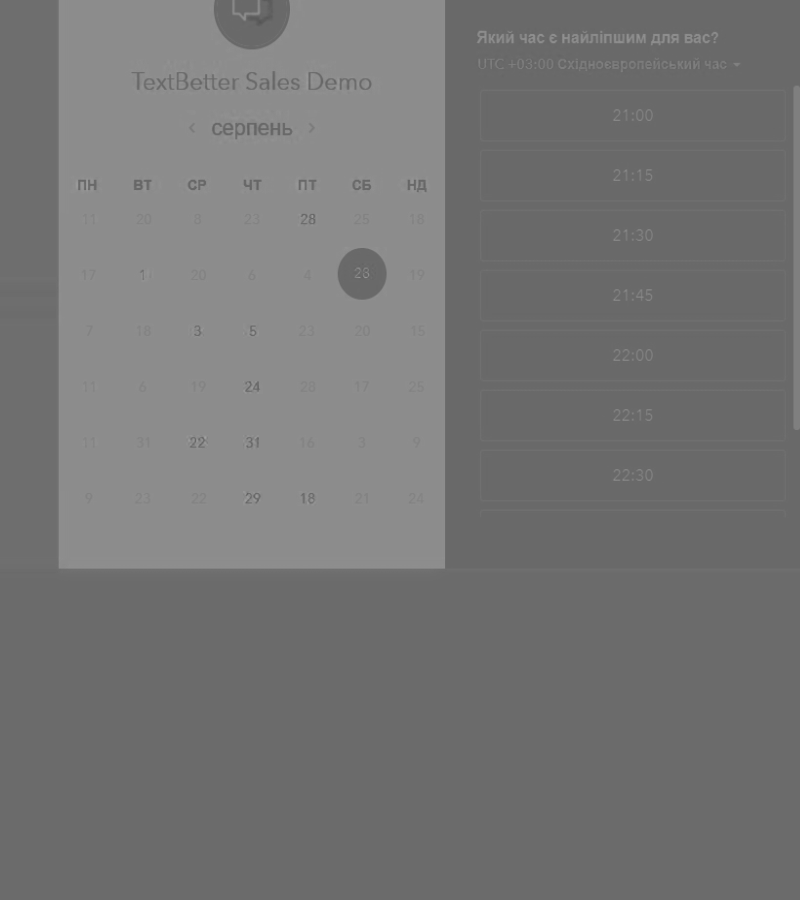 TextBetter Sales Demo
‹ серпень ›
ПН ВТ СР ЧТ ПТ СБ НД
11 20 8 23 28 25 18
17 1 20 6 4 23 19
7 18 3 5 23 20 15
11 6 19 24 28 17 25
11 31 22 31 16 3 9
9 23 22 29 18 21 24
Який час є найліпшим для вас?
UTC +03:00 Східноєвропейський час
21:00
21:15
21:30
21:45
22:00
22:15
22:30